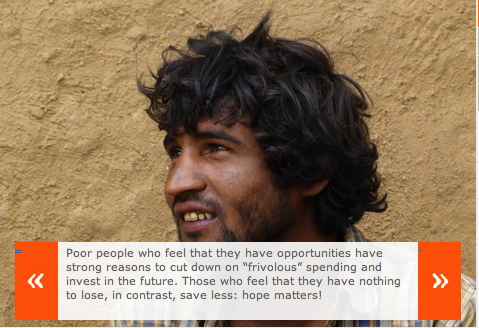 Poor people who feel that they have opportunities have
strong reasons to cut down on “frivolous” spending and
invest in the future. Those who feel that they have nothing
to lose, in contrast, save less: hope matters!